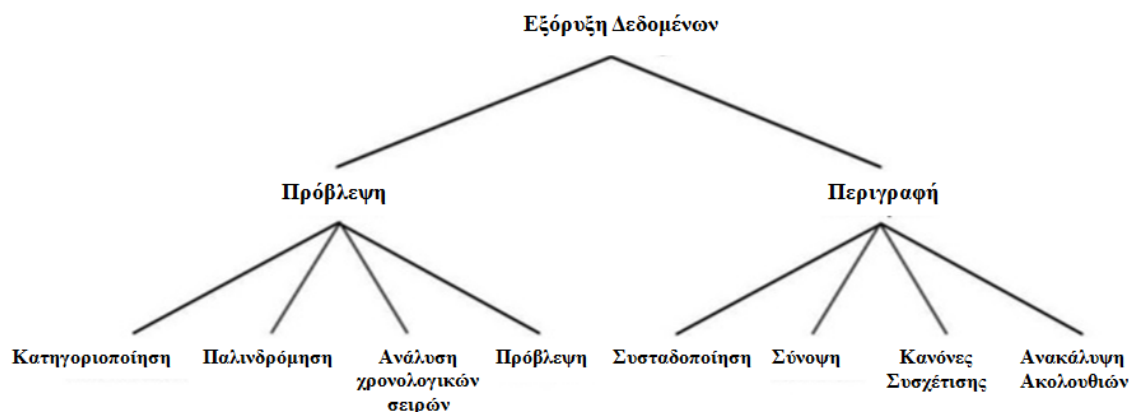 Εξόρυξη Δεδομένων
Πρόβλεψη
Περιγραφή
Κατηγοριοποίηση
Παλινδρόμηση
Ανάλυση
χρονολογικών
σειρών
Πρόβλεψη
Συσταδοποίηση
Σύνοψη
Κανόνες
Συσχέτισης
Ανακάλυψη
Ακολουθιών